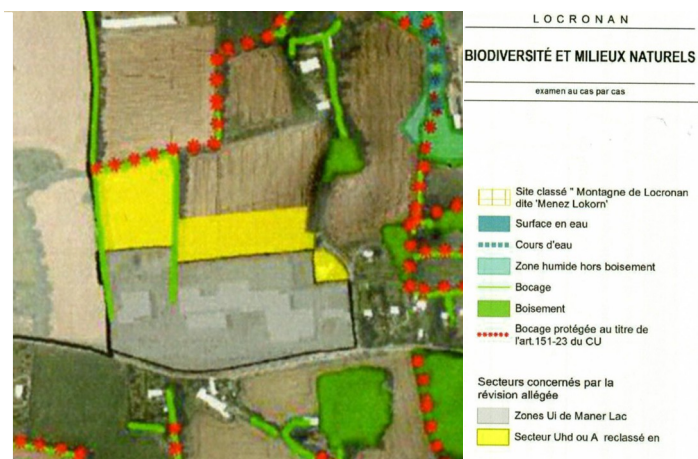 LOCRONAN
BIODIVERSITÉ ET MILIEUX NATURELS
examen au cas par cas
Site classé " Montagne de Locronan
dite 'Menez Lokorn'
Surface en eau
Cours d'eau
Zone humide hors boisement
Bocage
Boisement
Bocage protégée au titre de
l'art.151-23 du CU
Secteurs concernés par la
révision allégée
Zones Ui de Maner Lac
Secteur Uhd ou A reclassé en